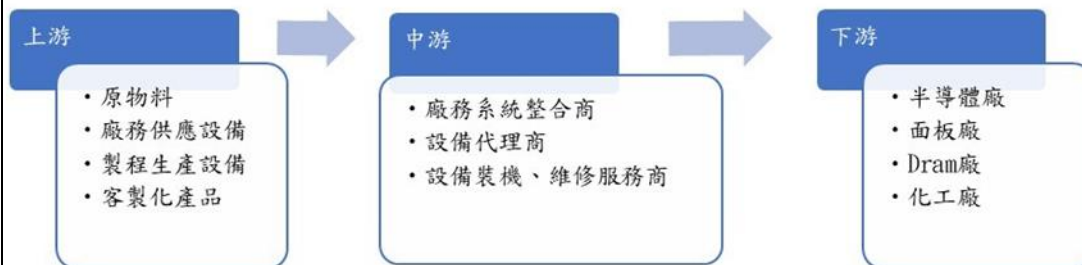 上游
・原物料
・廠務供應設備
・製程生產設備
・客製化產品
中游
・廠務系統整合商
・設備代理商
・設備裝機、維修服務商
下游
・半導體廠
・面板廠
・Dram廠
・化工廠